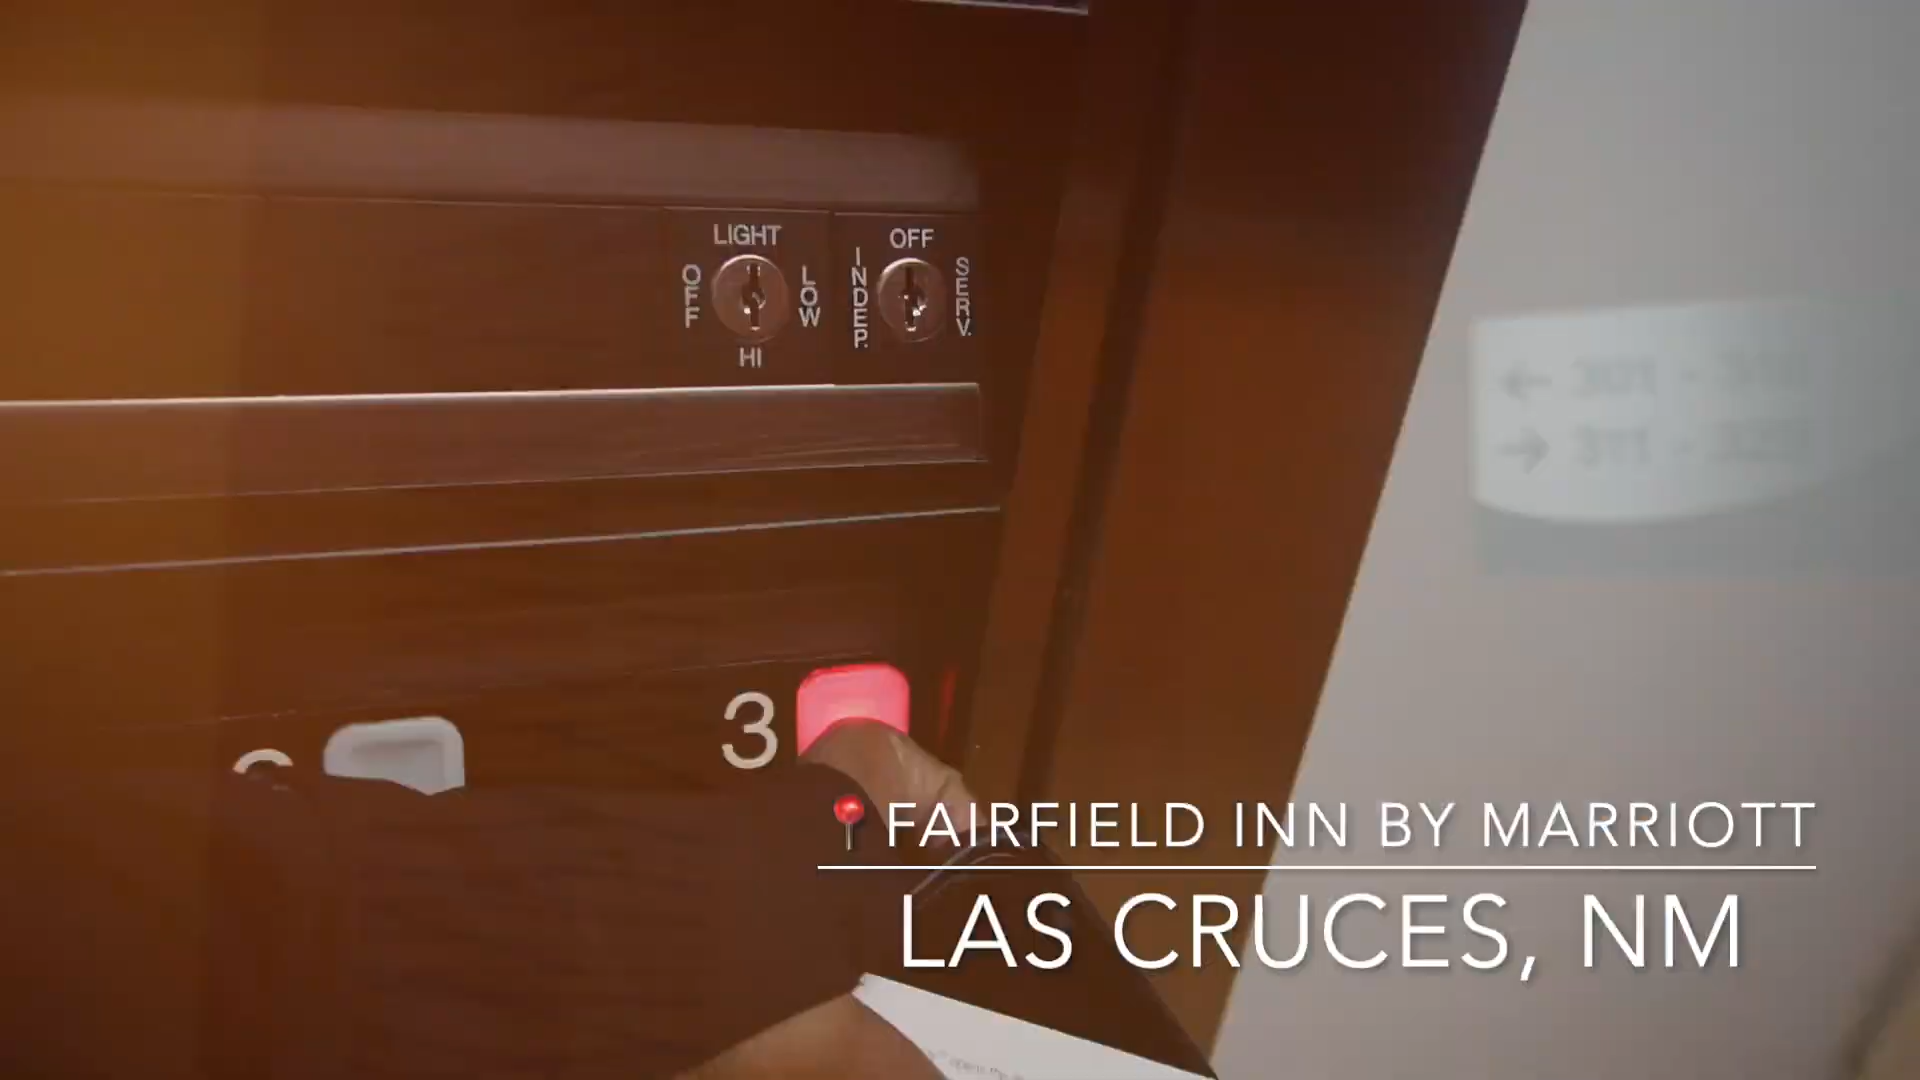 LIGHT
OFF
LOW
HI
OFF
INDEP.
SERV.
3
📍 FAIRFIELD INN BY MARRIOTT
LAS CRUCES, NM